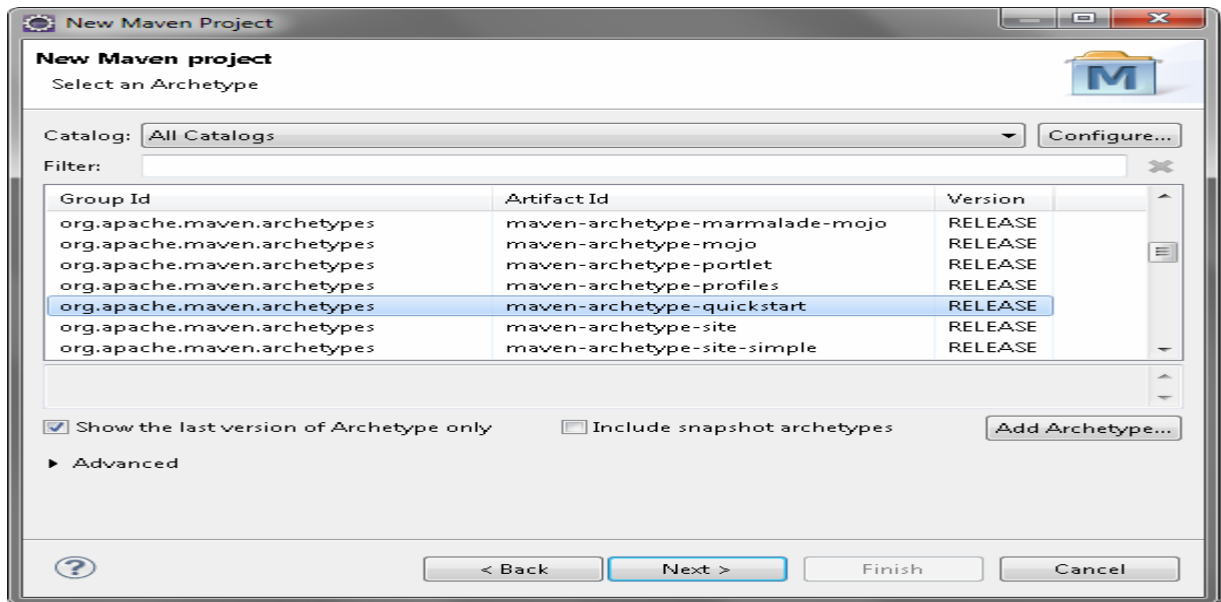 New Maven Project
New Maven project
Select an Archetype
M
Catalog: All Catalogs Configure...
Filter:
Group Id Artifact Id Version
org.apache.maven.archetypes maven-archetype-marmalade-mojo RELEASE
org.apache.maven.archetypes maven-archetype-mojo RELEASE
org.apache.maven.archetypes maven-archetype-portlet RELEASE
org.apache.maven.archetypes maven-archetype-profiles RELEASE
org.apache.maven.archetypes maven-archetype-quickstart RELEASE
org.apache.maven.archetypes maven-archetype-site RELEASE
org.apache.maven.archetypes maven-archetype-site-simple RELEASE
Show the last version of Archetype only Include snapshot archetypes Add Archetype...
Advanced
? < Back Next > Finish Cancel